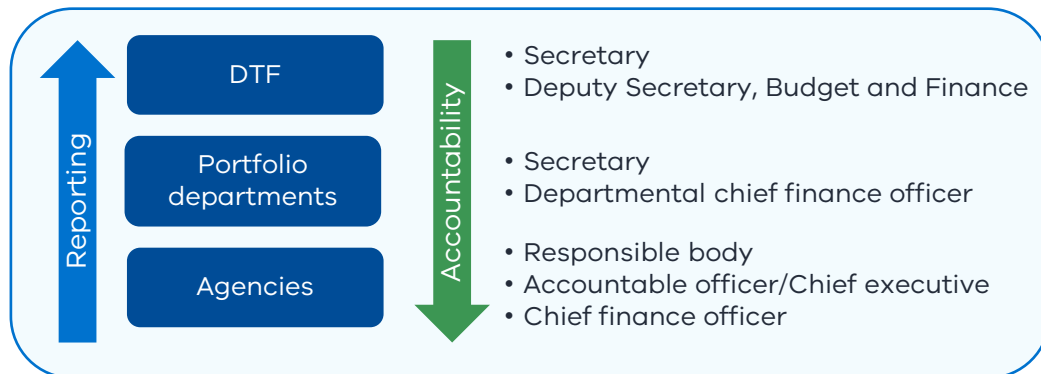 Reporting
DTF
Portfolio
departments
Agencies
Accountability
• Secretary
• Deputy Secretary, Budget and Finance
• Secretary
• Departmental chief finance officer
• Responsible body
• Accountable officer/Chief executive
• Chief finance officer